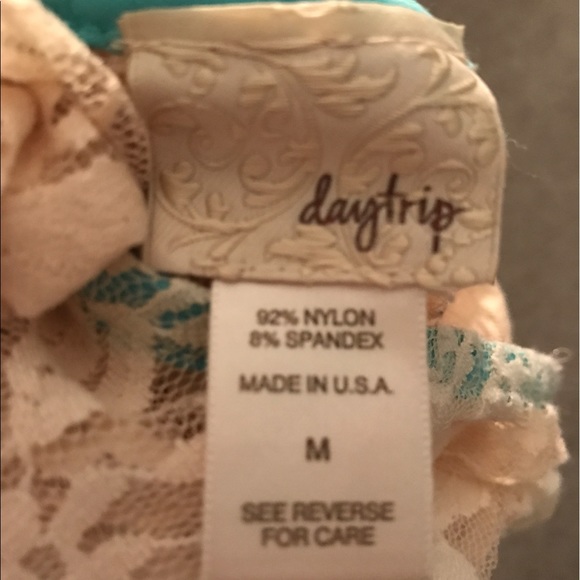 daytrip
92% NYLON
8% SPANDEX
MADE IN U.S.A.
M
SEE REVERSE
FOR CARE